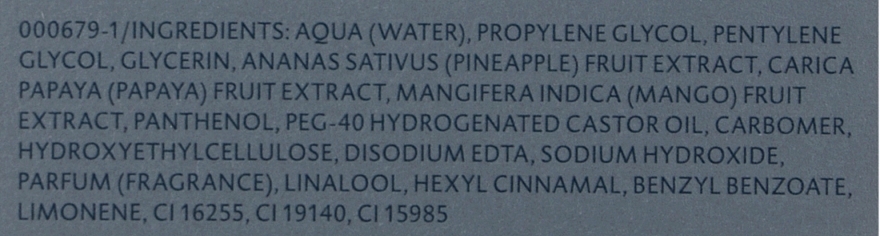 000679-1/INGREDIENTS: AQUA (WATER), PROPYLENE GLYCOL, PENTYLENE
GLYCOL, GLYCERIN, ANANAS SATIVUS (PINEAPPLE) FRUIT EXTRACT, CARICA
PAPAYA (PAPAYA) FRUIT EXTRACT, MANGIFERA INDICA (MANGO) FRUIT
EXTRACT, PANTHENOL, PEG-40 HYDROGENATED CASTOR OIL, CARBOMER,
HYDROXYETHYLCELLULOSE, DISODIUM EDTA, SODIUM HYDROXIDE,
PARFUM (FRAGRANCE), LINALOOL, HEXYL CINNAMAL, BENZYL BENZOATE,
LIMONENE, CI 16255, CI 19140, CI 15985